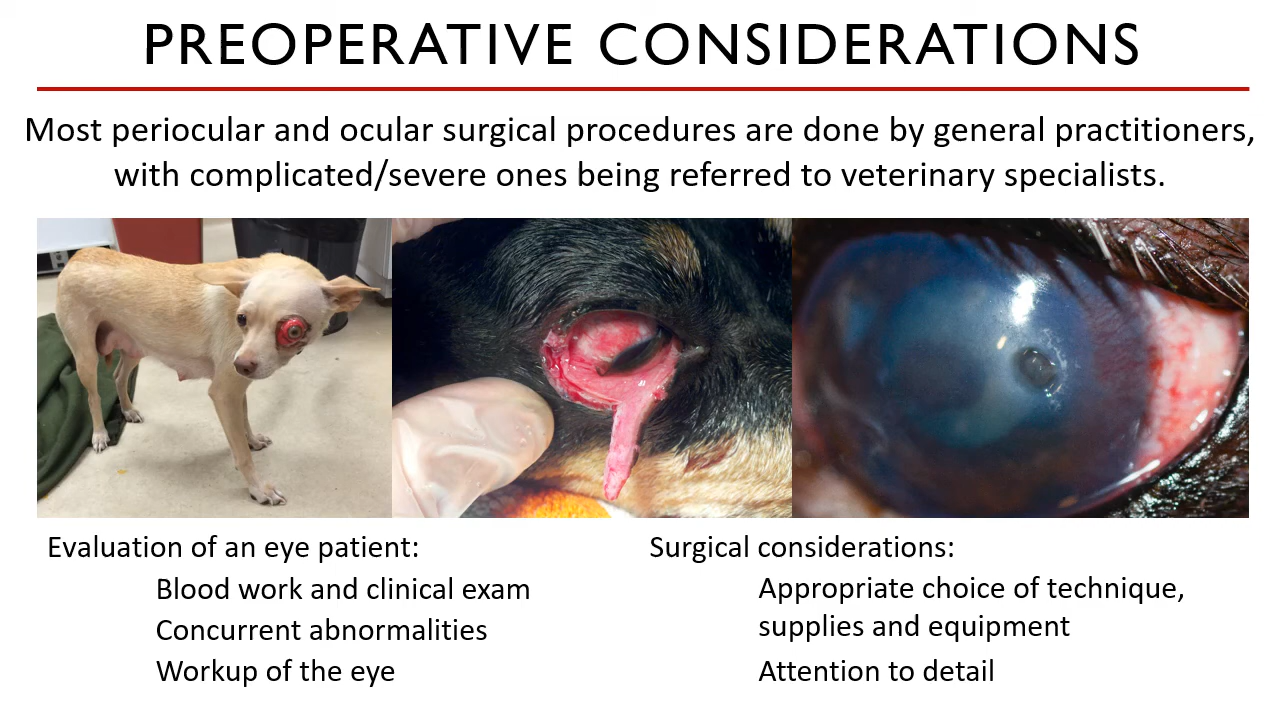 PREOPERATIVE CONSIDERATIONS
Most periocular and ocular surgical procedures are done by general practitioners,
with complicated/severe ones being referred to veterinary specialists.
Evaluation of an eye patient:
Blood work and clinical exam
Concurrent abnormalities
Workup of the eye
Surgical considerations:
Appropriate choice of technique,
supplies and equipment
Attention to detail